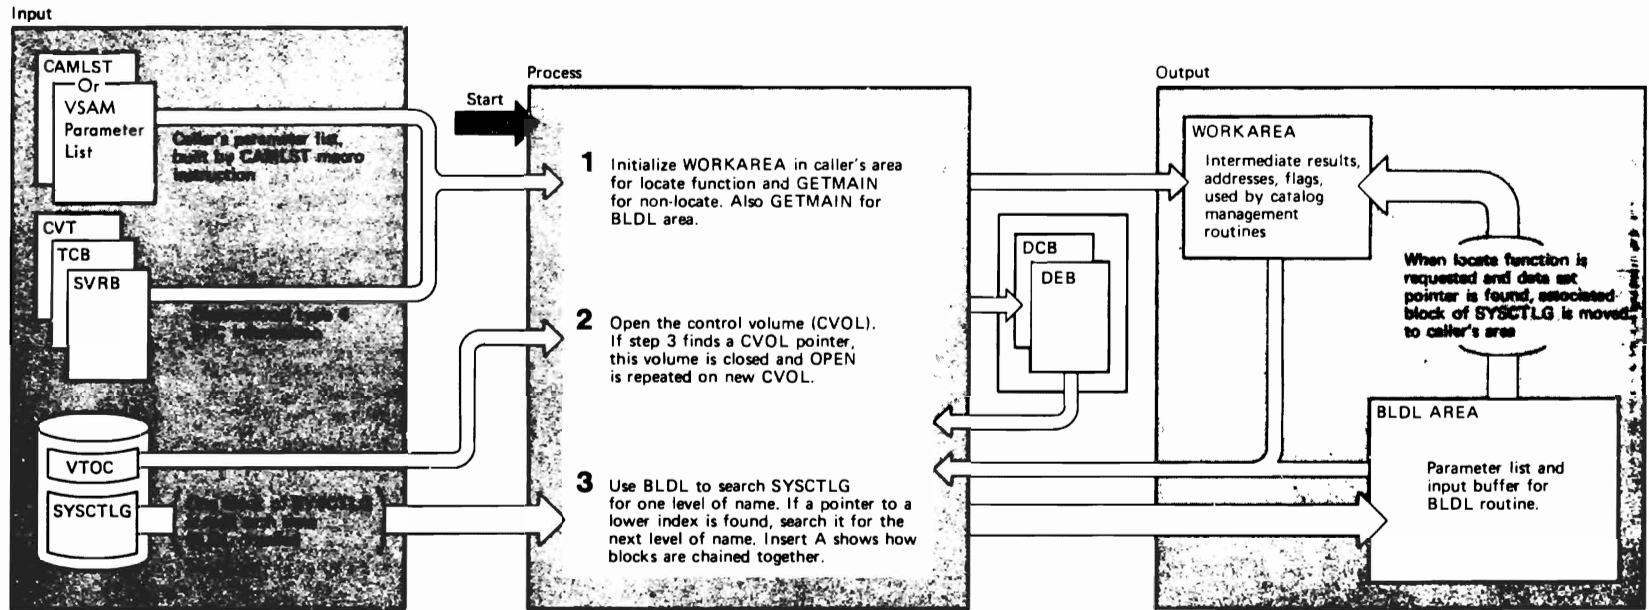 Input
CAMLST
Or
VSAM
Parameter
List
Caller's parameter list,
built by CAMLST macro
instruction
CVT
TCB
SVRB
VTOC
SYSCTLG
Process
Start
1 Initialize WORKAREA in caller's area
for locate function and GETMAIN
for non-locate. Also GETMAIN for
BLDL area.
2 Open the control volume (CVOL).
If step 3 finds a CVOL pointer,
this volume is closed and OPEN
is repeated on new CVOL.
3 Use BLDL to search SYSCTLG
for one level of name. If a pointer to a
lower index is found, search it for the
next level of name. Insert A shows how
blocks are chained together.
DCB
DEB
Output
WORKAREA
Intermediate results,
addresses, flags,
used by catalog
management
routines
When locate function is
requested and data set
pointer is found, associated
block of SYSCTLG is moved
to caller's area
BLDL AREA
Parameter list and
input buffer for
BLDL routine.